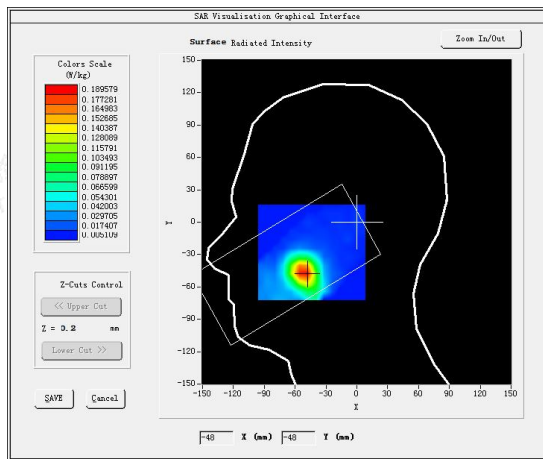 SAR Visualisation Graphical Interface
Surface Radiated Intensity
Zoom In/Out
Colors Scale
(W/kg)
0.189579
0.177281
0.164983
0.152685
0.140387
0.128089
0.115791
0.103493
0.091195
0.078897
0.066599
0.054301
0.042003
0.029705
0.017407
0.005109
Z-Cuts Control
<< Upper Cut
Z = 0.2 mm
Lower Cut >>
SAVE
Cancel
150
120
90
60
30
0
-30
-60
-90
-120
-150
Y
-150 -120 -90 -60 -30 0 30 60 90 120 150
X
-48 X (mm) -48 Y (mm)